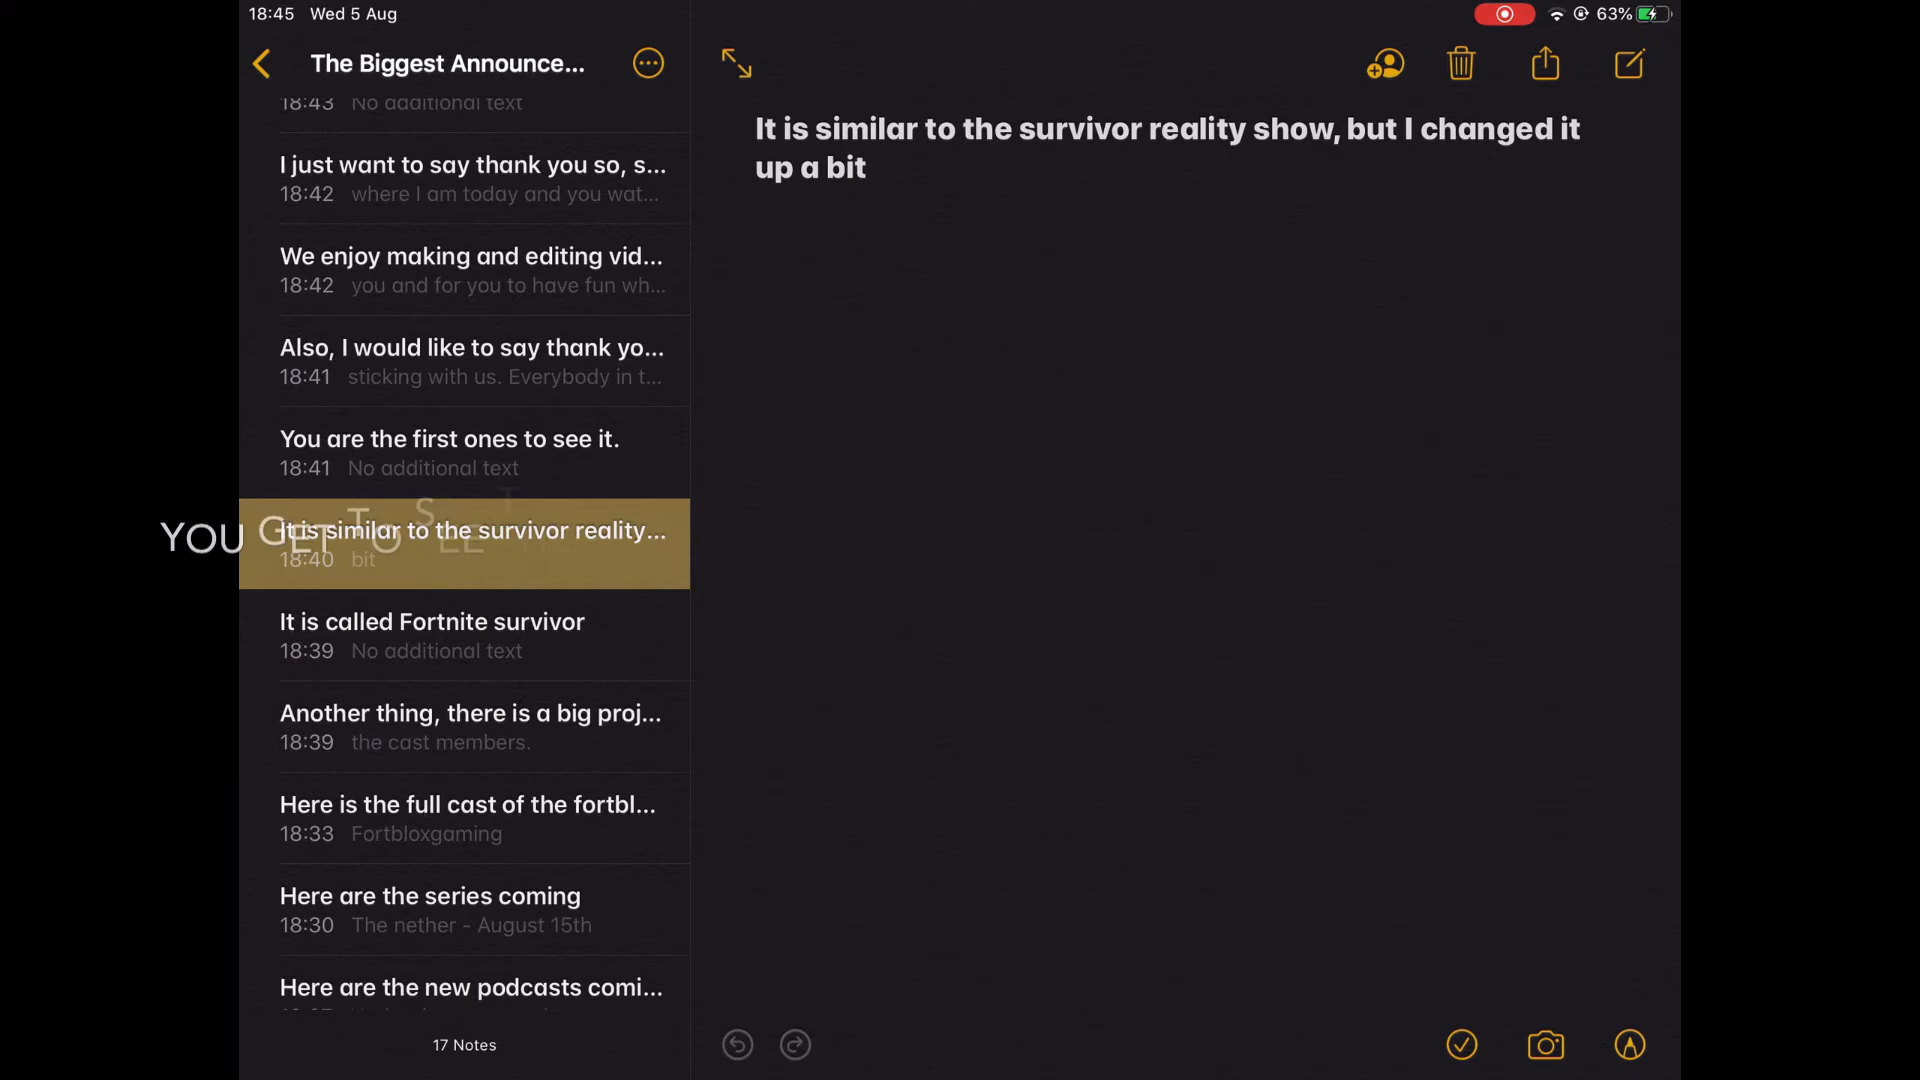 18:45 Wed 5 Aug
63%
The Biggest Announce...
18:43 No additional text
I just want to say thank you so, s...
18:42 where I am today and you wat...
We enjoy making and editing vid...
18:42 you and for you to have fun wh...
Also, I would like to say thank yo...
18:41 sticking with us. Everybody in t...
You are the first ones to see it.
18:41 No additional text
It is similar to the survivor reality...
18:40 bit
YOU GET TO SEE T
It is called Fortnite survivor
18:39 No additional text
Another thing, there is a big proj...
18:39 the cast members.
Here is the full cast of the fortbl...
18:33 Fortbloxgaming
Here are the series coming
18:30 The nether - August 15th
Here are the new podcasts comi...
17 Notes
It is similar to the survivor reality show, but I changed it
up a bit